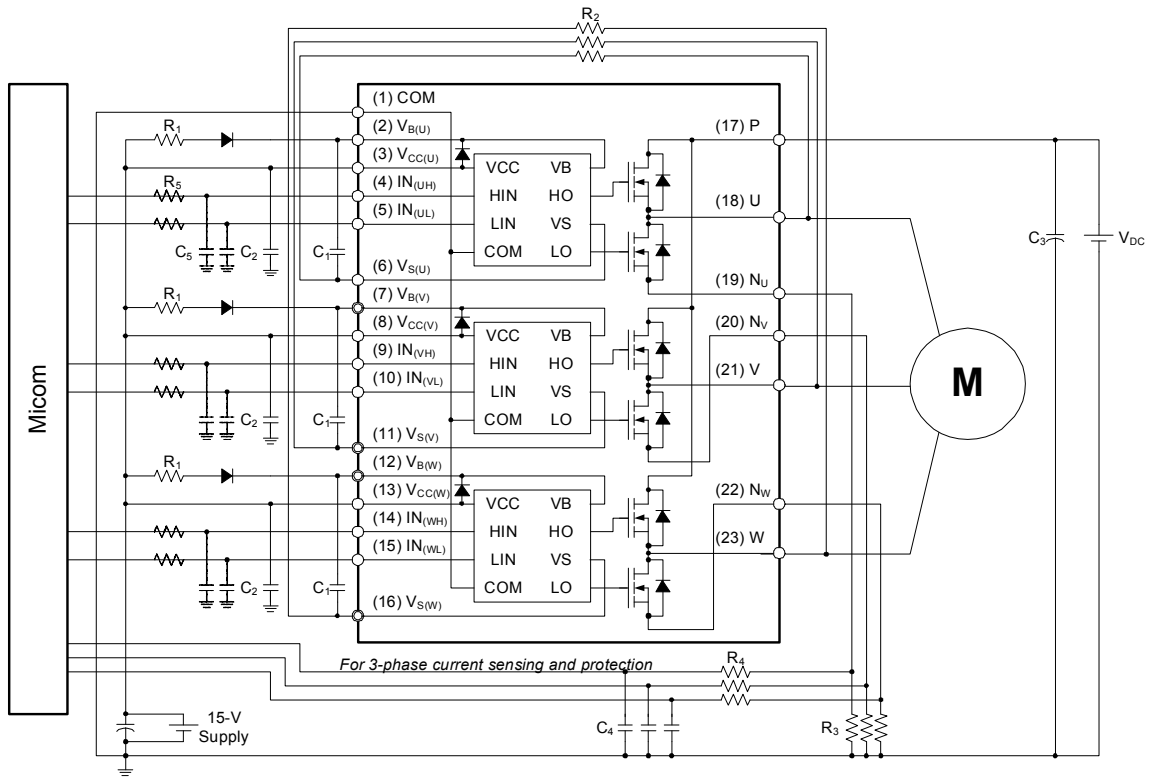 R2
Micom
(1) COM
(2) VB(U)
(3) VCC(U)
(4) IN(UH)
(5) IN(UL)
(6) VS(U)
(7) VB(V)
(8) VCC(V)
(9) IN(VH)
(10) IN(VL)
(11) VS(V)
(12) VB(W)
(13) VCC(W)
(14) IN(WH)
(15) IN(WL)
(16) VS(W)
R1
R5
C5
C2
C1
R1
C2
C1
R1
C2
C1
VCC VB
HIN HO
LIN VS
COM LO
VCC VB
HIN HO
LIN VS
COM LO
VCC VB
HIN HO
LIN VS
COM LO
(17) P
(18) U
(19) NU
(20) NV
(21) V
(22) NW
(23) W
C3
VDC
M
For 3-phase current sensing and protection
R4
15-V
Supply
C4
R3